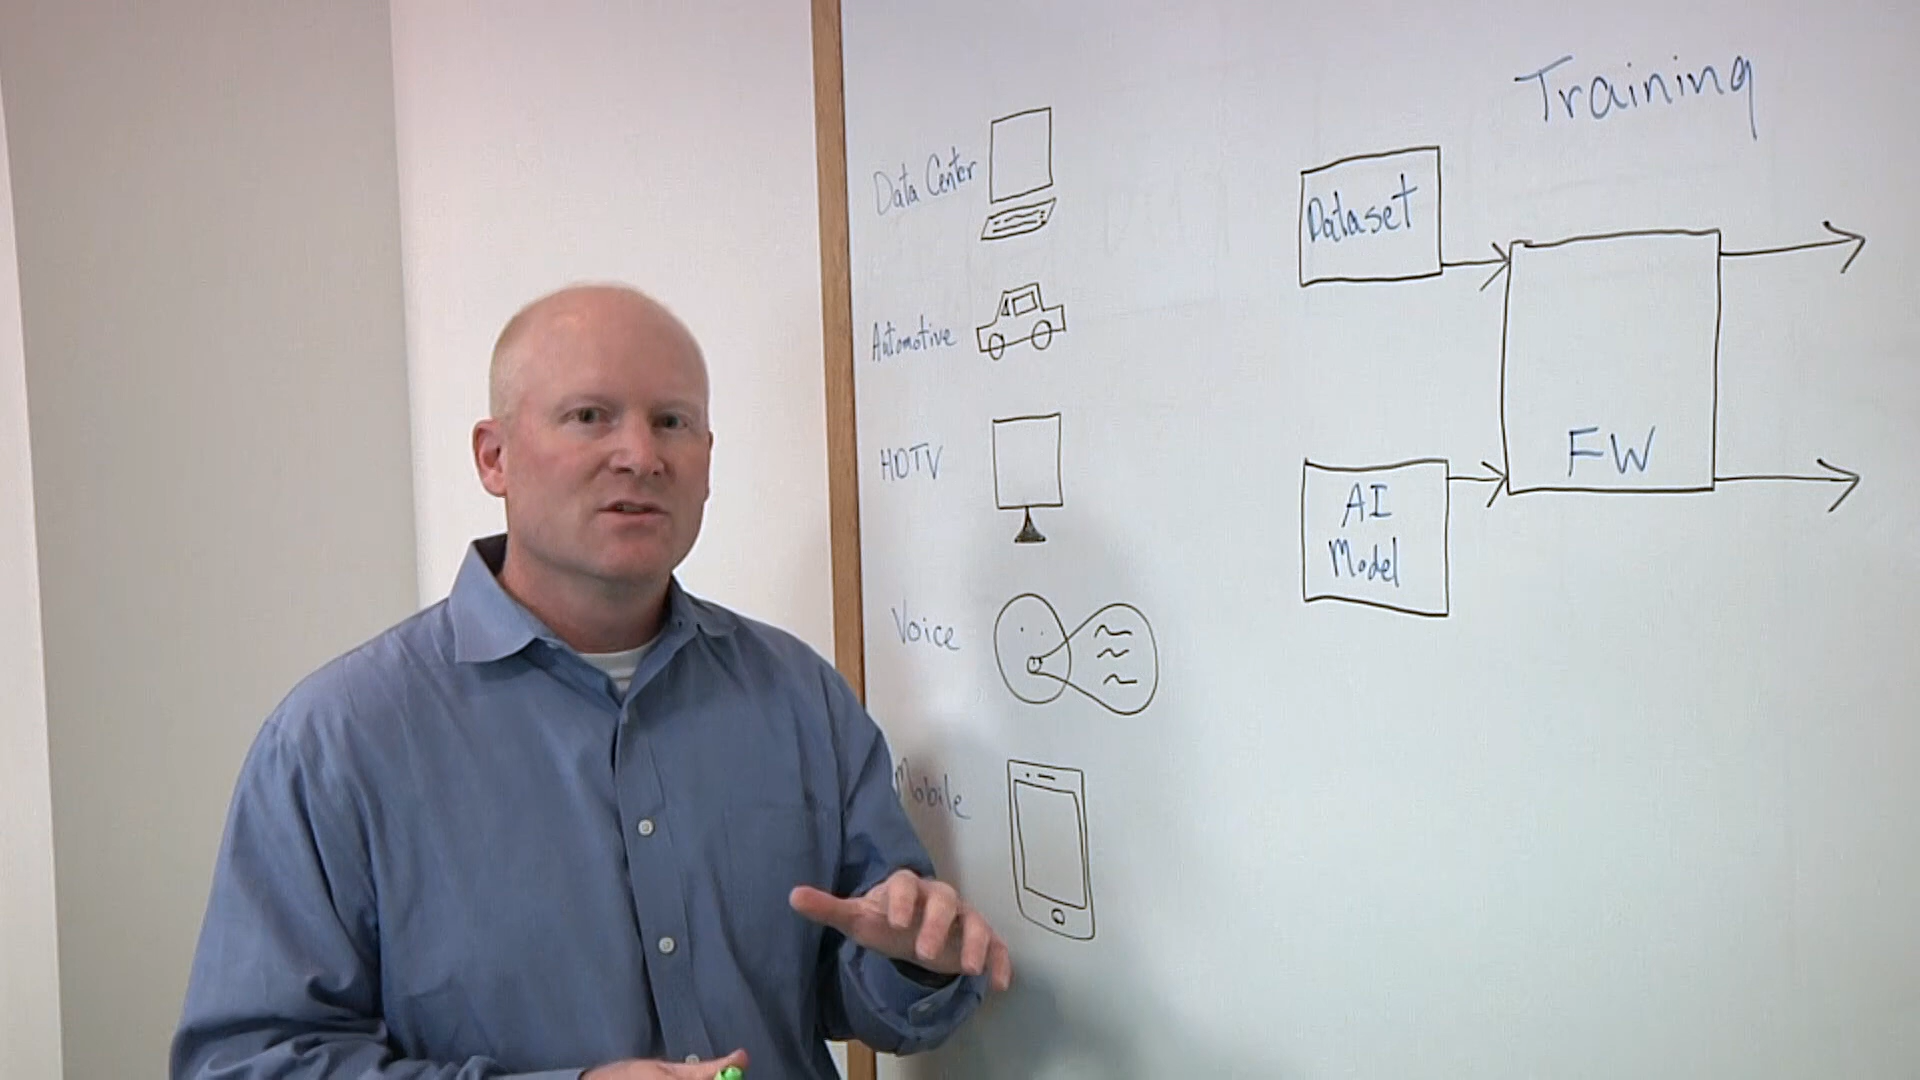 Training
Data Center
Dataset
Automotive
HDTV
FW
AI
Model
Voice
Mobile